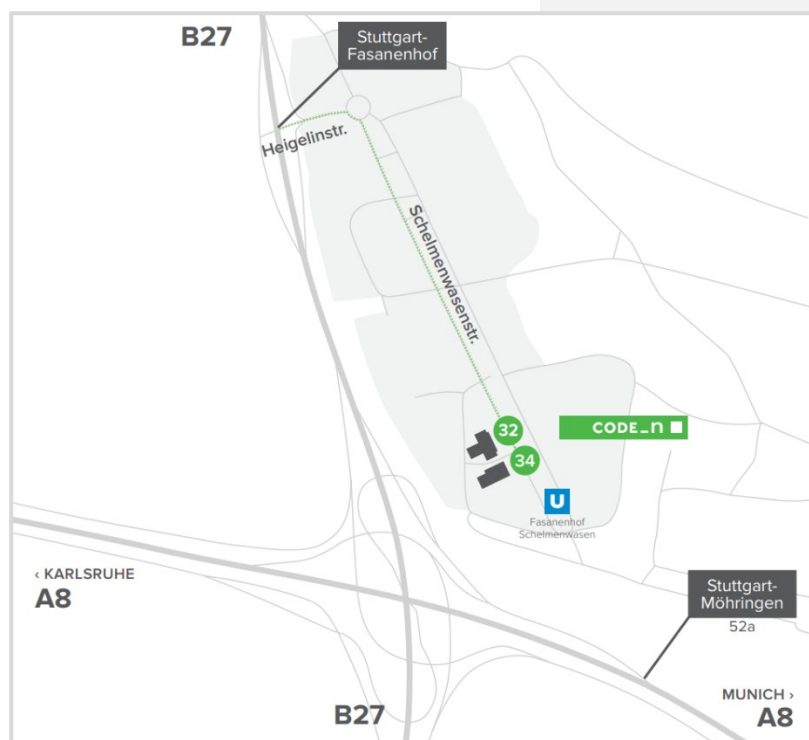 B27
Stuttgart-
Fasanenhof
Heigelinstr.
Schelmenwasenstr.
32
CODE_n
34
U
Fasanenhof
Schelmenwasen
‹ KARLSRUHE
A8
Stuttgart-
Möhringen
52a
MUNICH ›
A8
B27